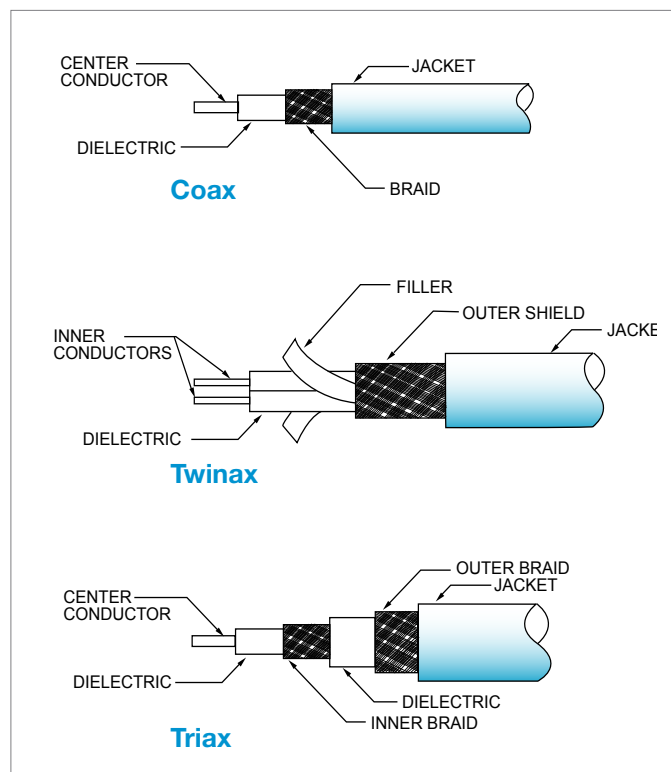 CENTER
CONDUCTOR
JACKET
DIELECTRIC
BRAID
Coax
FILLER
OUTER SHIELD
INNER
CONDUCTORS
JACKE
DIELECTRIC
Twinax
OUTER BRAID
JACKET
CENTER
CONDUCTOR
DIELECTRIC
DIELECTRIC
INNER BRAID
Triax